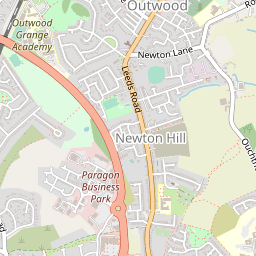 Outwood
Newton Lane
Outwood
Grange
Academy
Leeds Road
Newton Hill
Paragon
Business
Park